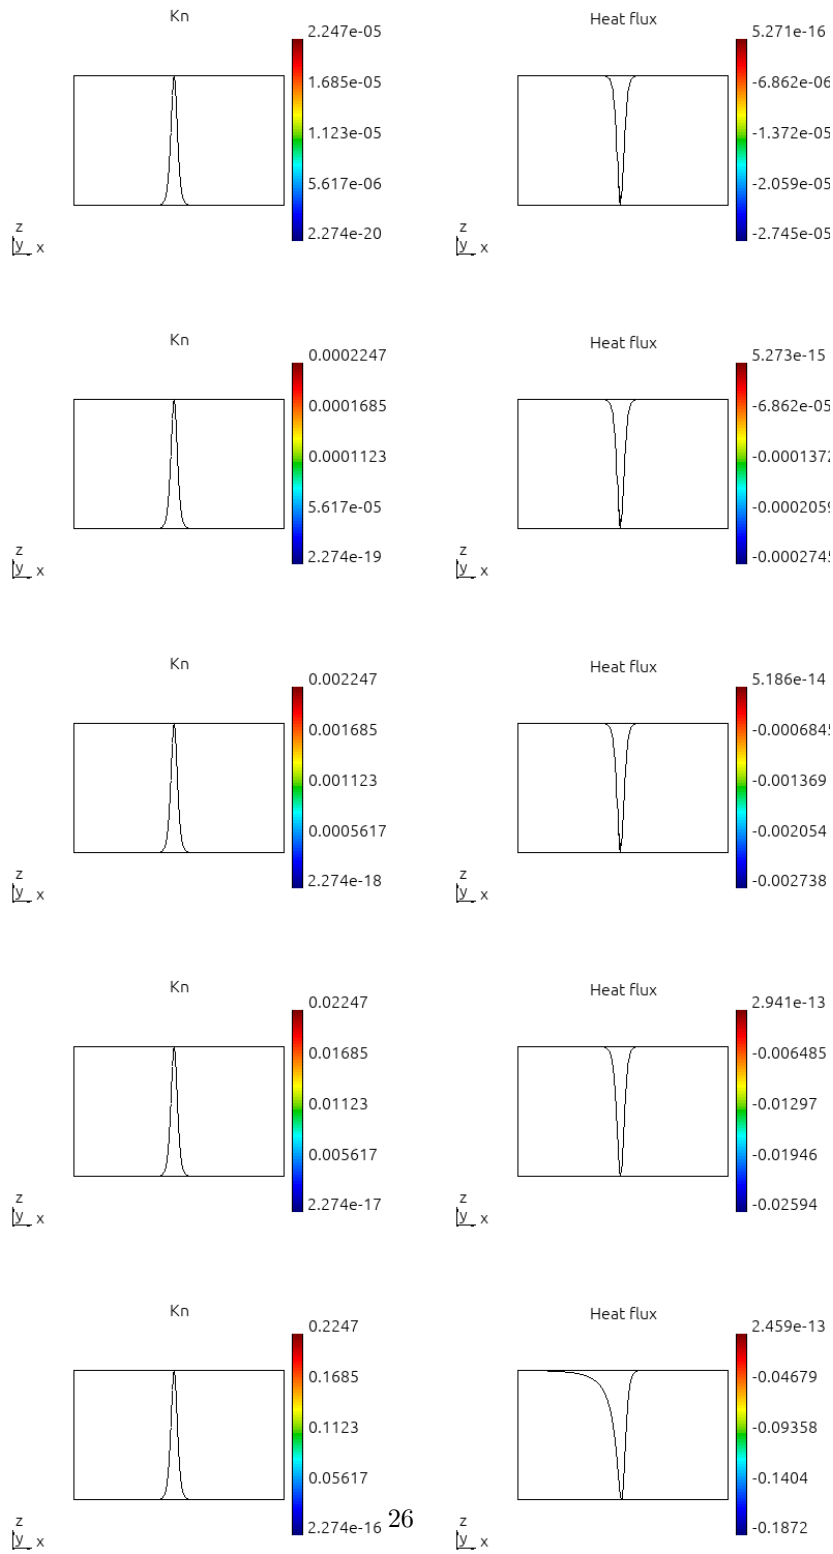 Kn
2.247e-05
1.685e-05
1.123e-05
5.617e-06
2.274e-20
z
y x
Heat flux
5.271e-16
-6.862e-06
-1.372e-05
-2.059e-05
-2.745e-05
z
y x
Kn
0.0002247
0.0001685
0.0001123
5.617e-05
2.274e-19
z
y x
Heat flux
5.273e-15
-6.862e-05
-0.0001372
-0.0002059
-0.0002745
z
y x
Kn
0.002247
0.001685
0.001123
0.0005617
2.274e-18
z
y x
Heat flux
5.186e-14
-0.0006845
-0.001369
-0.002054
-0.002738
z
y x
Kn
0.02247
0.01685
0.01123
0.005617
2.274e-17
z
y x
Heat flux
2.941e-13
-0.006485
-0.01297
-0.01946
-0.02594
z
y x
Kn
0.2247
0.1685
0.1123
0.05617
2.274e-16
z
y x
Heat flux
2.459e-13
-0.04679
-0.09358
-0.1404
-0.1872
z
y x
26